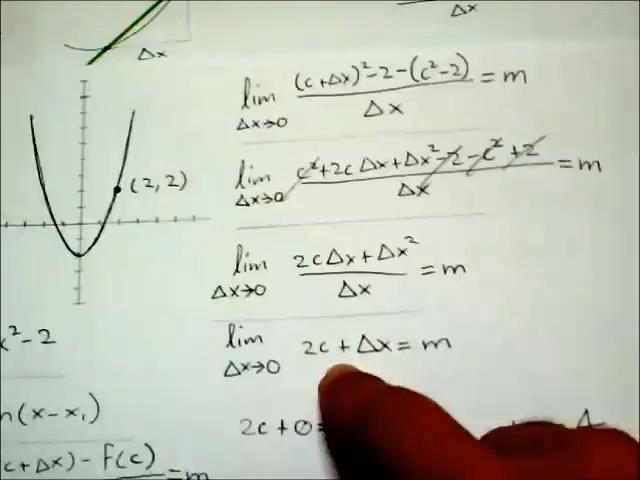 Δx
Δx
lim (c+Δx)²-2-(c²-2) / Δx = m
Δx→0
lim c²+2cΔx+Δx²-2-c²+2 / Δx = m
Δx→0
(2,2)
lim 2cΔx+Δx² / Δx = m
Δx→0
x²-2
lim 2c+Δx=m
Δx→0
(x-x₁)
2c+0=
c+Δx)-f(c) =m